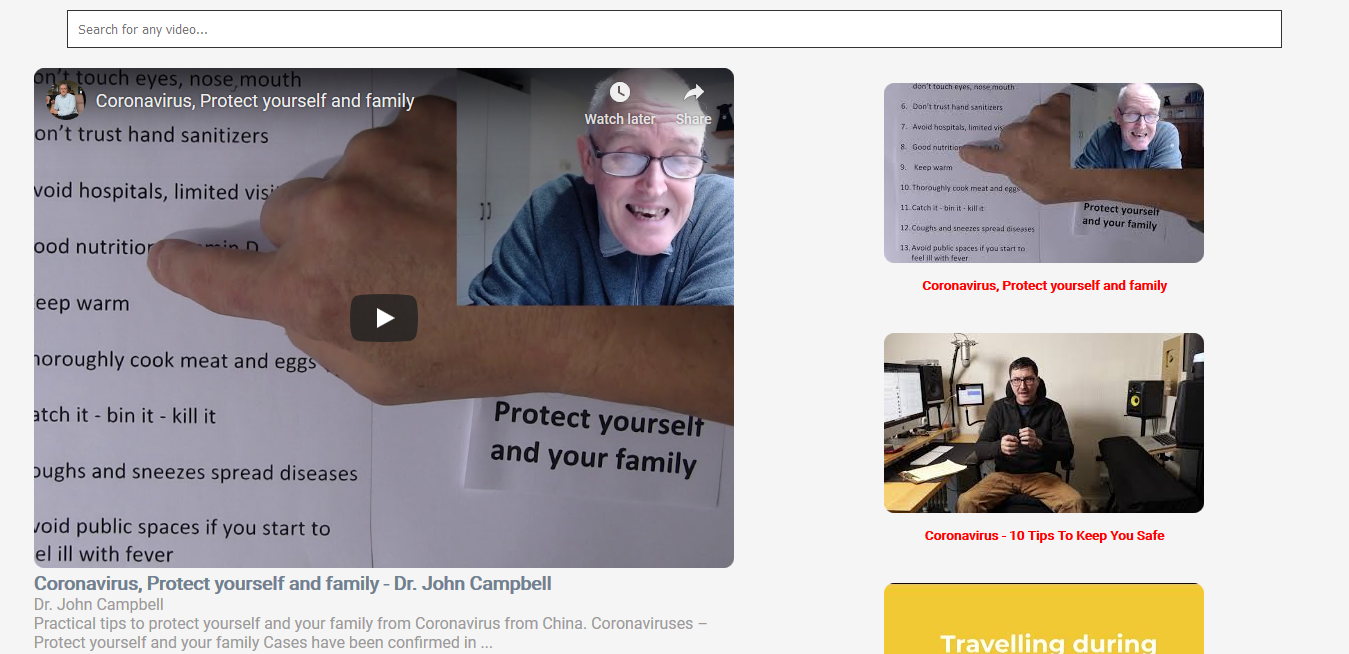 Search for any video...
on't touch eyes, nose, mouth
Coronavirus, Protect yourself and family
Watch later
Share
on't trust hand sanitizers
void hospitals, limited visi
ood nutrition min D
eep warm
horoughly cook meat and eggs
atch it - bin it - kill it
oughs and sneezes spread diseases
void public spaces if you start to
eel ill with fever
Protect yourself
and your family
Coronavirus, Protect yourself and family - Dr. John Campbell
Dr. John Campbell
Practical tips to protect yourself and your family from Coronavirus from China. Coronaviruses –
Protect yourself and your family Cases have been confirmed in ...
don't touch eyes, nose, mouth
6. Don't trust hand sanitizers
7. Avoid hospitals, limited vis
8. Good nutrition D
9. Keep warm
10. Thoroughly cook meat and eggs
11. Catch it - bin it - kill it
12. Coughs and sneezes spread diseases
13. Avoid public spaces if you start to
feel ill with fever
Protect yourself
and your family
Coronavirus, Protect yourself and family
Coronavirus - 10 Tips To Keep You Safe
Travelling during